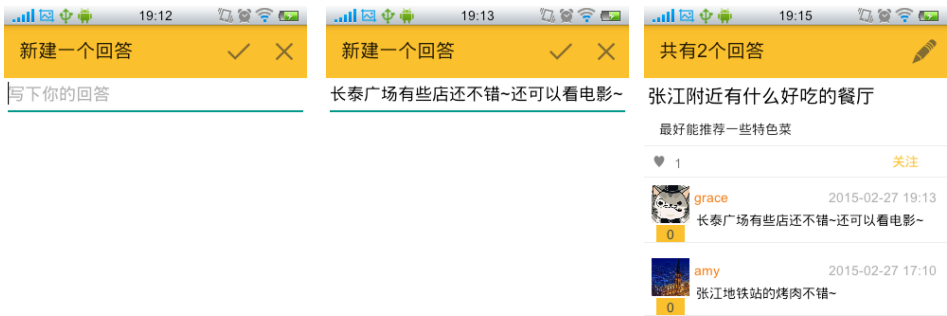 19:12
新建一个回答
写下你的回答
19:13
新建一个回答
长泰广场有些店还不错~还可以看电影~
19:15
共有2个回答
张江附近有什么好吃的餐厅
最好能推荐一些特色菜
1
关注
grace
2015-02-27 19:13
长泰广场有些店还不错~还可以看电影~
0
amy
2015-02-27 17:10
张江地铁站的烤肉不错~
0